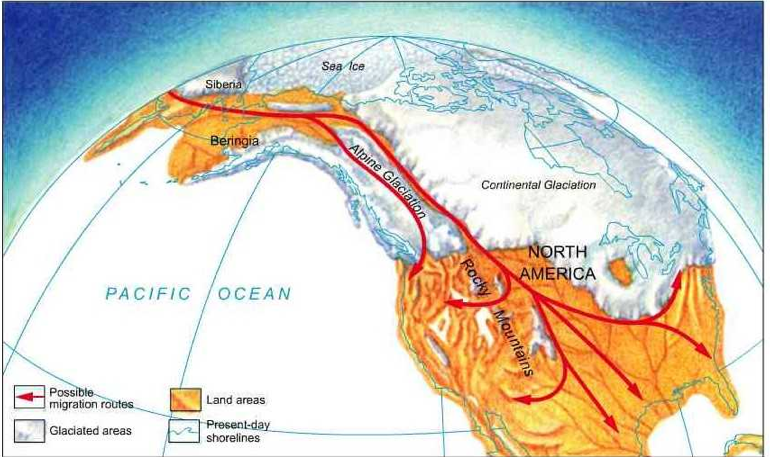 Sea Ice
Siberia
Beringia
Alpine Glaciation
Continental Glaciation
NORTH
AMERICA
Rocky Mountains
PACIFIC OCEAN
Possible
migration routes
Land areas
Glaciated areas
Present-day
shorelines